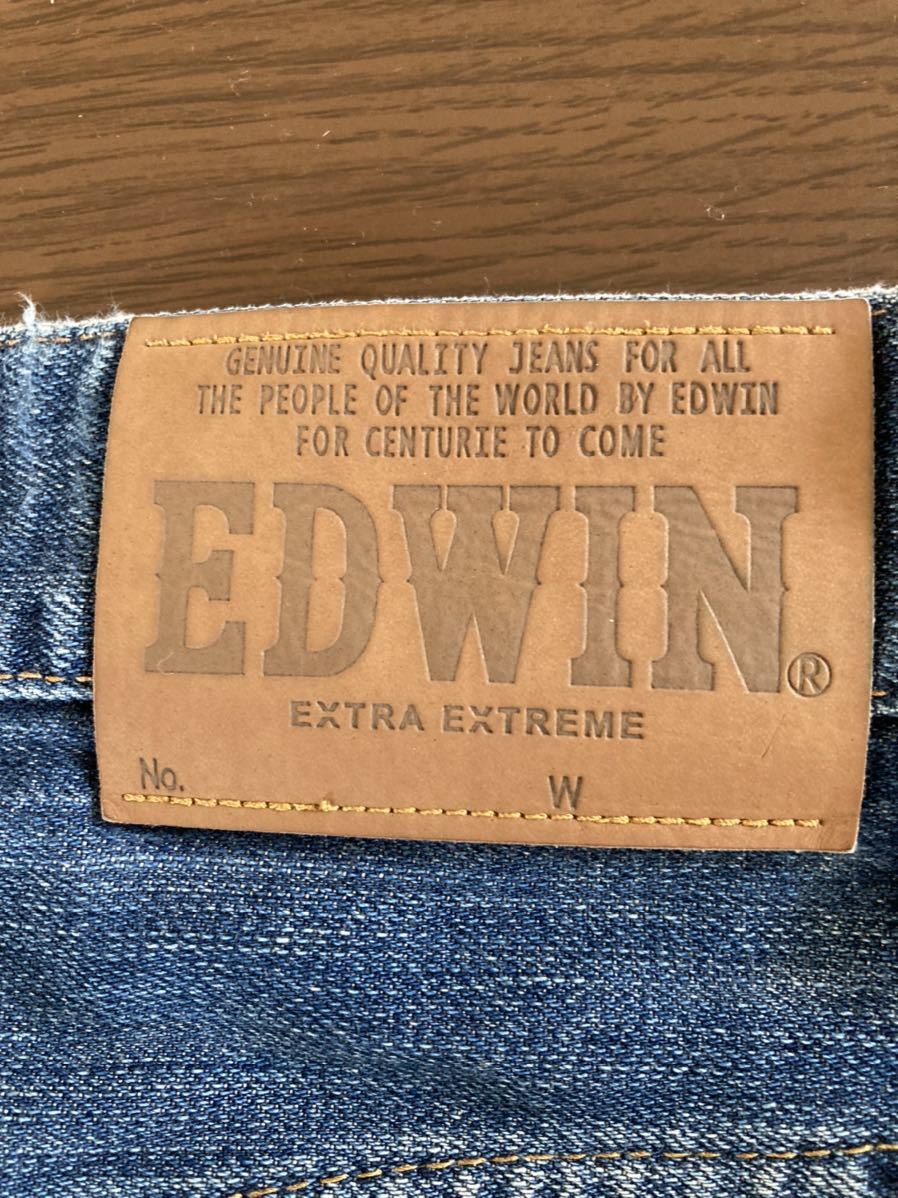 GENUINE QUALITY JEANS FOR ALL
THE PEOPLE OF THE WORLD BY EDWIN
FOR CENTURIE TO COME
EDWIN®
EXTRA EXTREME
No. W